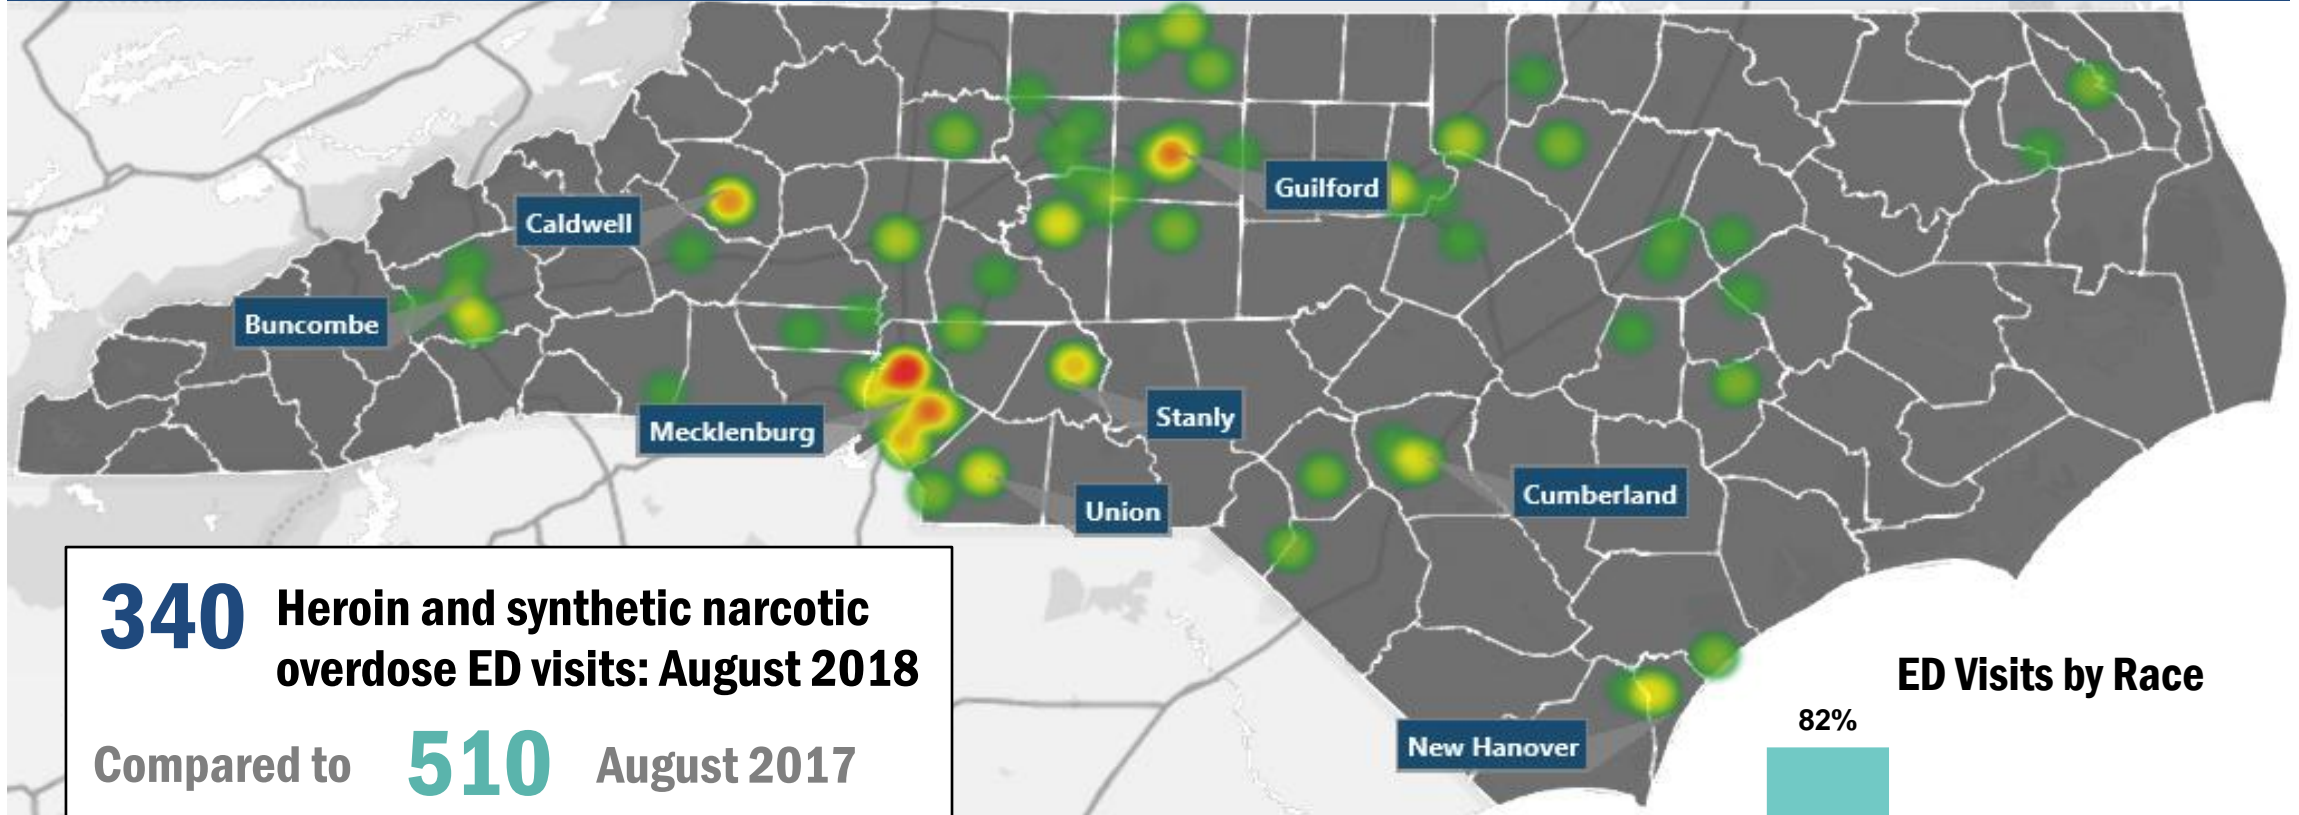 Guilford
Caldwell
Buncombe
Mecklenburg
Stanly
Cumberland
Union
340 Heroin and synthetic narcotic
overdose ED visits: August 2018
Compared to 510 August 2017
New Hanover
ED Visits by Race
82%